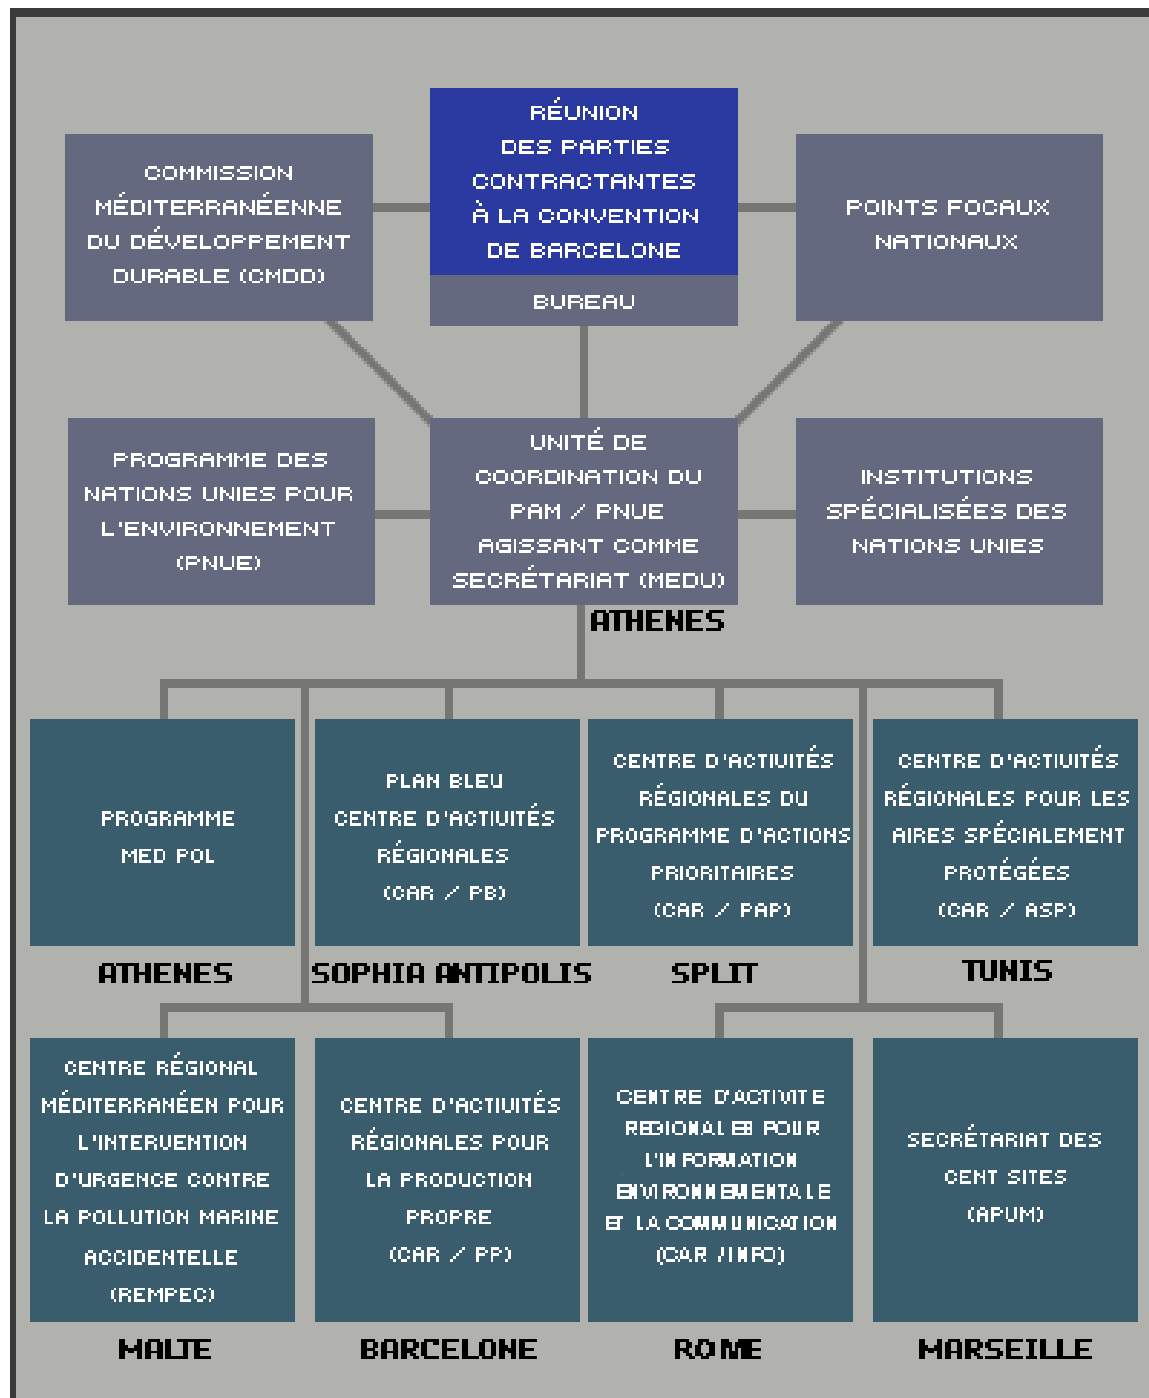 RÉUNION
DES PARTIES
CONTRACTANTES
À LA CONVENTION
DE BARCELONE
BUREAU
COMMISSION
MÉDITERRANÉENNE
DU DÉVELOPPEMENT
DURABLE (CMDD)
POINTS FOCAUX
NATIONAUX
PROGRAMME DES
NATIONS UNIES POUR
L'ENVIRONNEMENT
(PNUE)
UNITÉ DE
COORDINATION DU
PAM / PNUE
AGISSANT COMME
SECRÉTARIAT (MEDU)
ATHENES
INSTITUTIONS
SPÉCIALISÉES DES
NATIONS UNIES
PROGRAMME
MED POL
ATHENES
PLAN BLEU
CENTRE D'ACTIVITÉS
RÉGIONALES
(CAR / PB)
SOPHIA ANTIPOLIS
CENTRE D'ACTIVITÉS
RÉGIONALES DU
PROGRAMME D'ACTIONS
PRIORITAIRES
(CAR / PAP)
SPLIT
CENTRE D'ACTIVITÉS
RÉGIONALES POUR LES
AIRES SPÉCIALEMENT
PROTÉGÉES
(CAR / ASP)
TUNIS
CENTRE RÉGIONAL
MÉDITERRANÉEN POUR
L'INTERVENTION
D'URGENCE CONTRE
LA POLLUTION MARINE
ACCIDENTELLE
(REMPEC)
MALTE
CENTRE D'ACTIVITÉS
RÉGIONALES POUR
LA PRODUCTION
PROPRE
(CAR / PP)
BARCELONE
CENTRE D'ACTIVITE
REGIONALES POUR
L'INFORMATION
ENVIRONNEMENTALE
ET LA COMMUNICATION
(CAR /INFO)
ROME
SECRÉTARIAT DES
CENT SITES
(APUM)
MARSEILLE